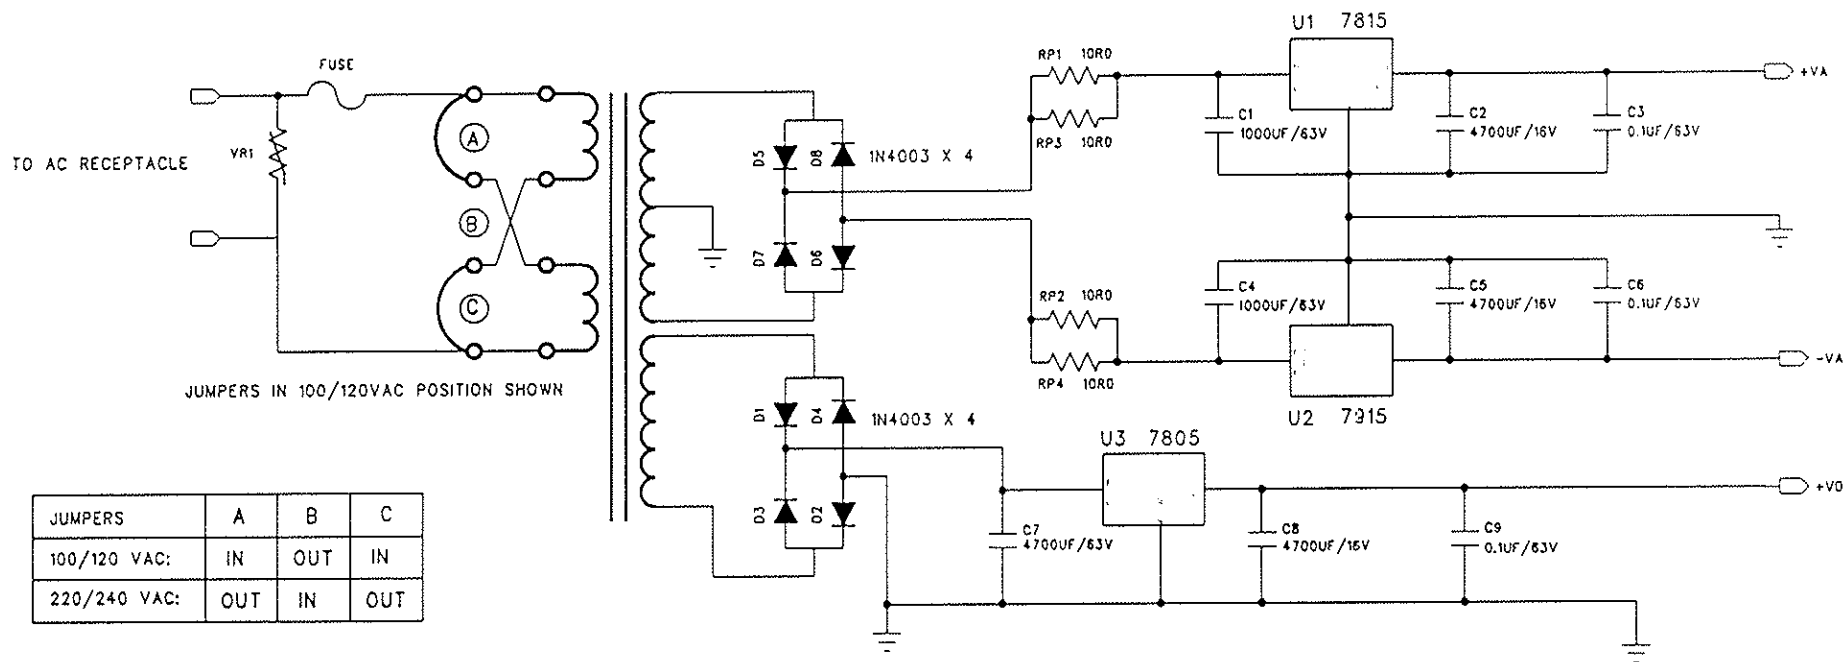 U1 7815
FUSE
RP1 10R0
+VA
C1
1000UF/63V
C2
4700UF/16V
C3
0.1UF/63V
A
TO AC RECEPTACLE
VR1
RP3 10R0
D5
D8
1N4003 X 4
B
D7
D6
C
RP2 10R0
C4
1000UF/63V
C5
4700UF/16V
C6
0.1UF/63V
-VA
RP4 10R0
JUMPERS IN 100/120VAC POSITION SHOWN
U2 7915
D1
D4
1N4003 X 4
U3 7805
+VD
D3
D2
C7
4700UF/63V
C8
4700UF/16V
C9
0.1UF/63V
JUMPERS A B C
100/120 VAC: IN OUT IN
220/240 VAC: OUT IN OUT